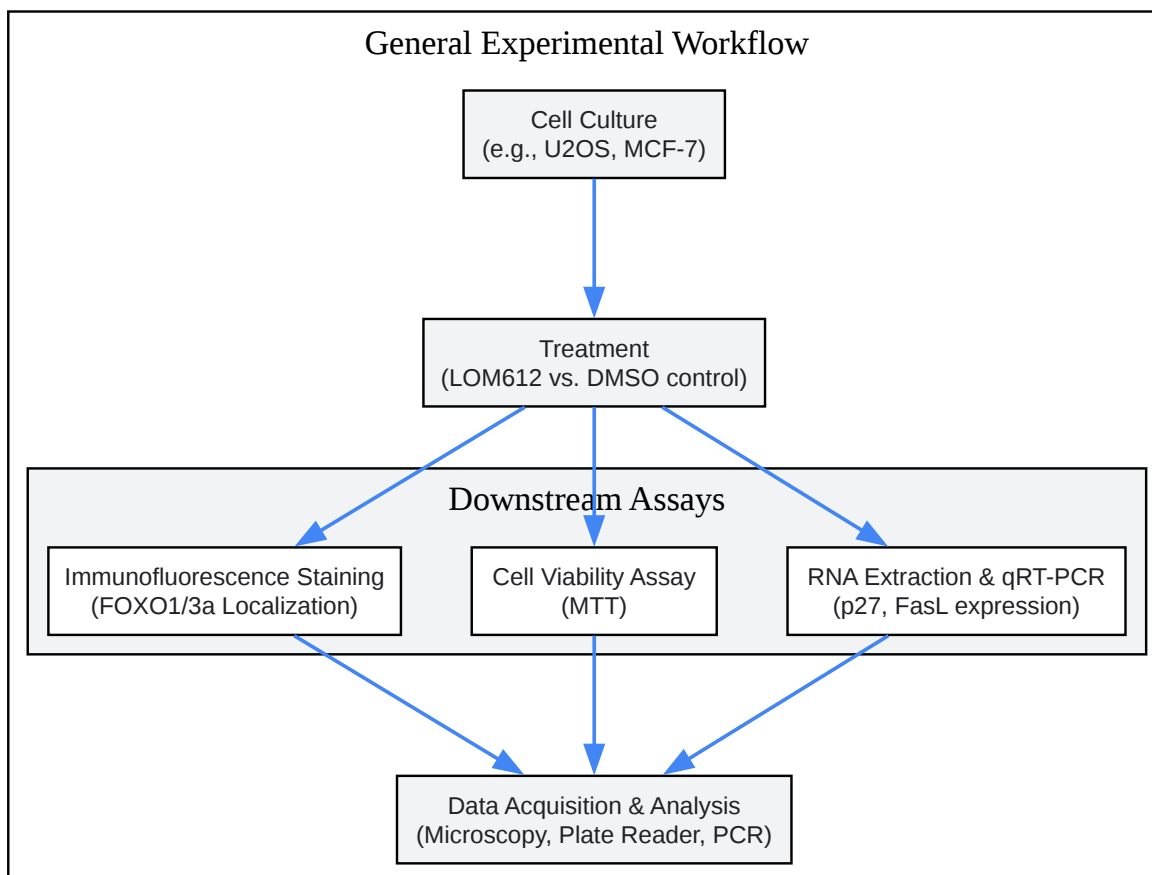 General Experimental Workflow
Cell Culture
(e.g., U2OS, MCF-7)
Treatment
(LOM612 vs. DMSO control)
Downstream Assays
Immunofluorescence Staining
(FOXO1/3a Localization)
Cell Viability Assay
(MTT)
RNA Extraction & qRT-PCR
(p27, FasL expression)
Data Acquisition & Analysis
(Microscopy, Plate Reader, PCR)